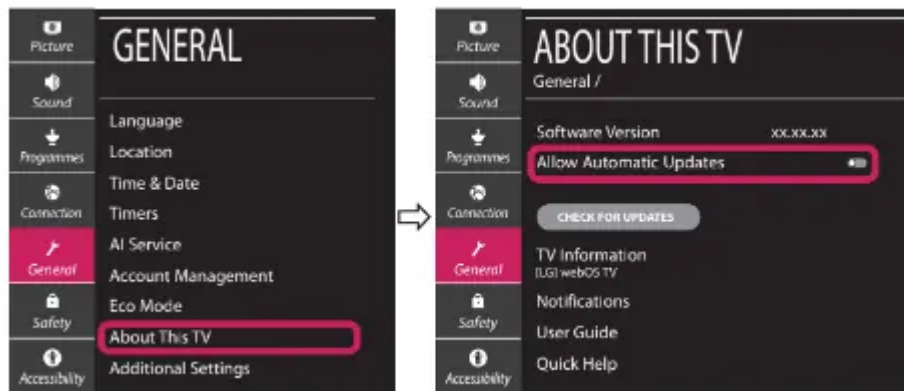 Picture
Sound
Programmes
Connection
General
Safety
Accessibility
GENERAL
Language
Location
Time & Date
Timers
AI Service
Account Management
Eco Mode
About This TV
Additional Settings
Picture
Sound
Programmes
Connection
General
Safety
Accessibility
ABOUT THIS TV
General /
Software Version xx.xx.xx
Allow Automatic Updates
CHECK FOR UPDATES
TV Information
[LG] webOS TV
Notifications
User Guide
Quick Help